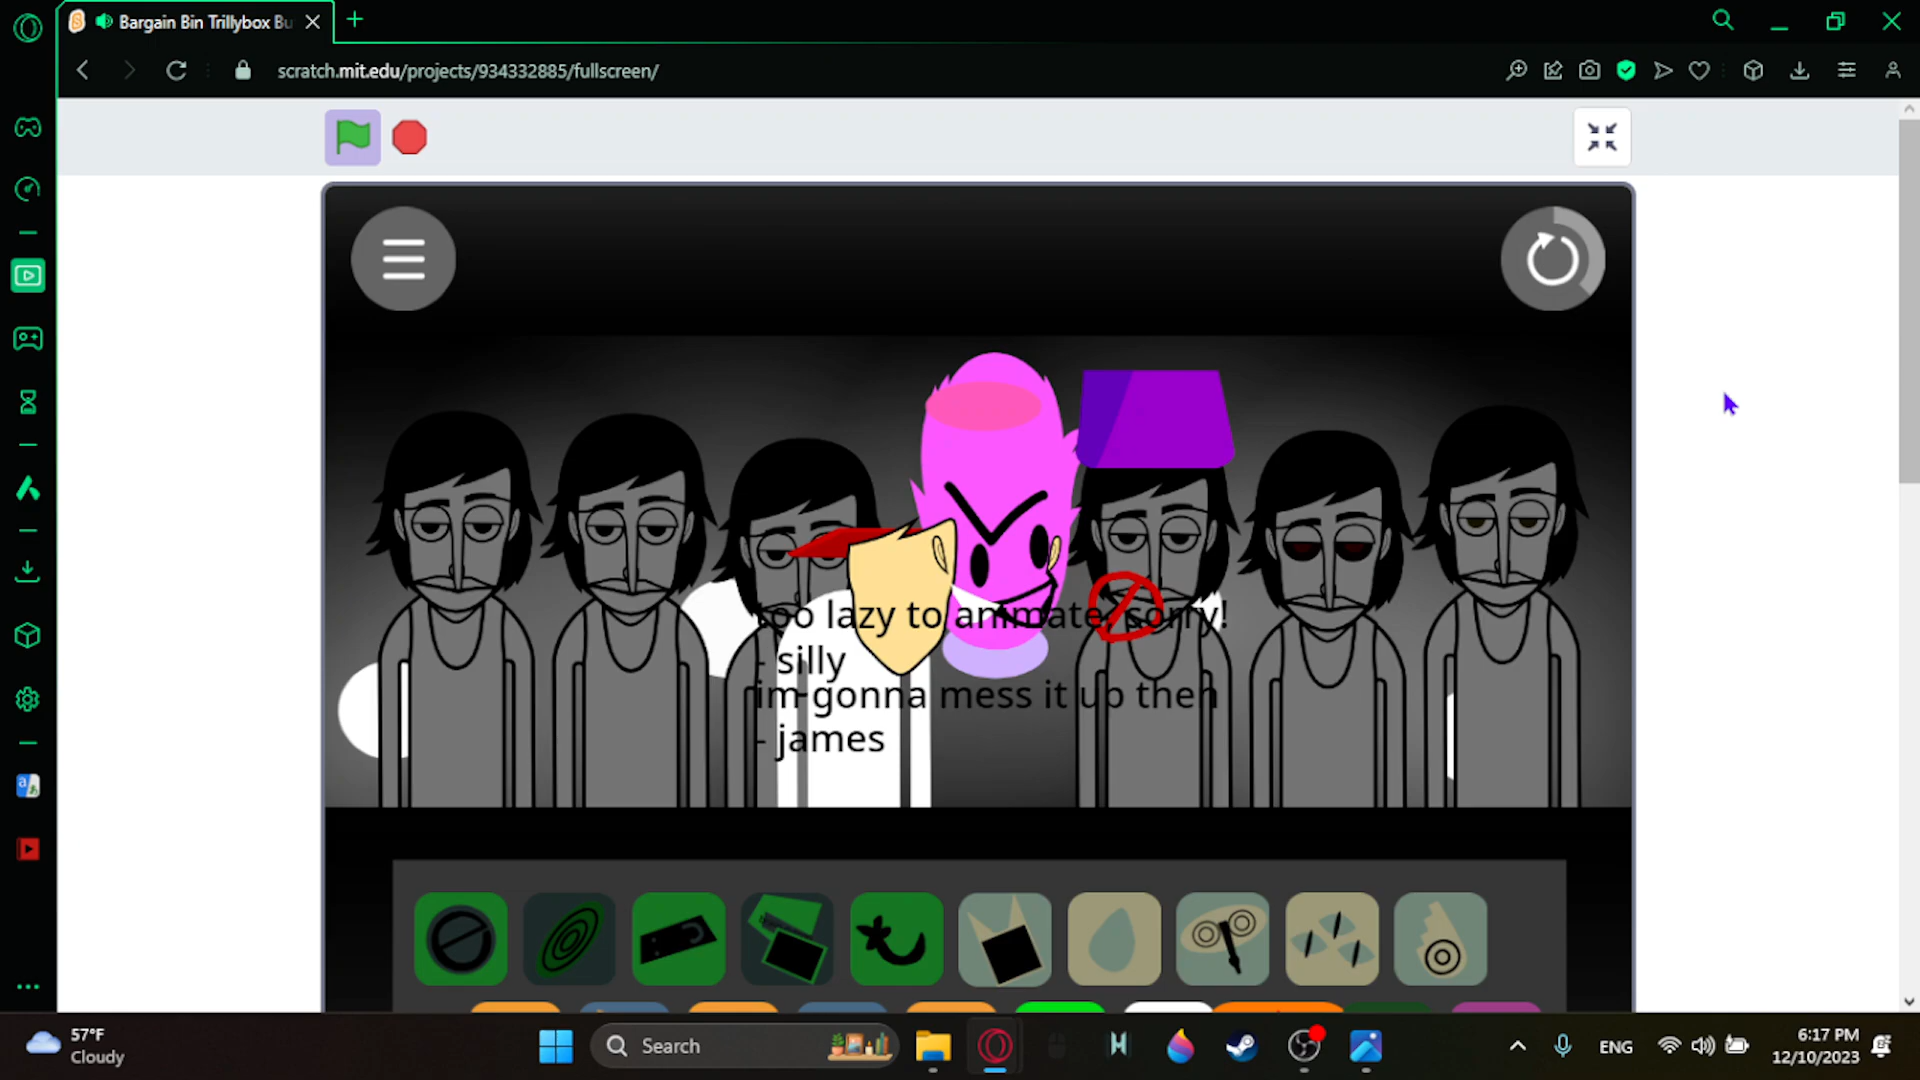 Bargain Bin Trillybox Bu
scratch.mit.edu/projects/934332885/fullscreen/
too lazy to animate, sorry!
- silly
im gonna mess it up then
- james
57°F
Cloudy
Search
ENG
6:17 PM
12/10/2023